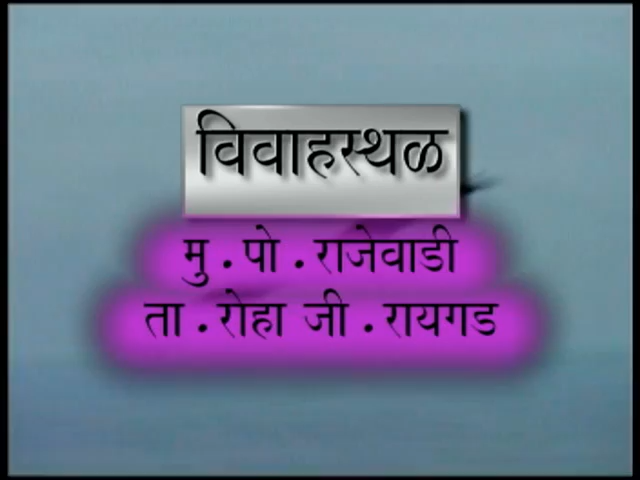 विवाहस्थळ
मु . पो . राजेवाडी
ता . रोहा जी . रायगड